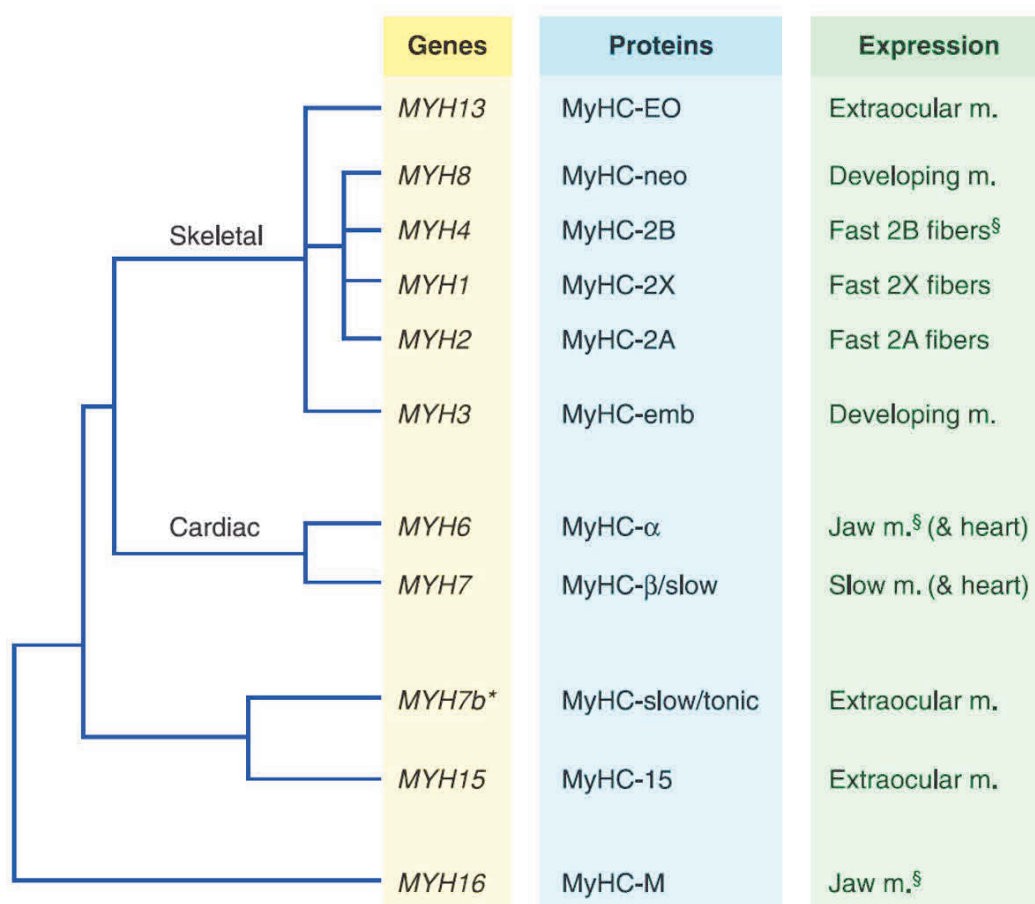 Genes Proteins Expression
MYH13 MyHC-EO Extraocular m.
MYH8 MyHC-neo Developing m.
Skeletal
MYH4 MyHC-2B Fast 2B fibers§
MYH1 MyHC-2X Fast 2X fibers
MYH2 MyHC-2A Fast 2A fibers
MYH3 MyHC-emb Developing m.
Cardiac
MYH6 MyHC-α Jaw m.§ (& heart)
MYH7 MyHC-β/slow Slow m. (& heart)
MYH7b* MyHC-slow/tonic Extraocular m.
MYH15 MyHC-15 Extraocular m.
MYH16 MyHC-M Jaw m.§